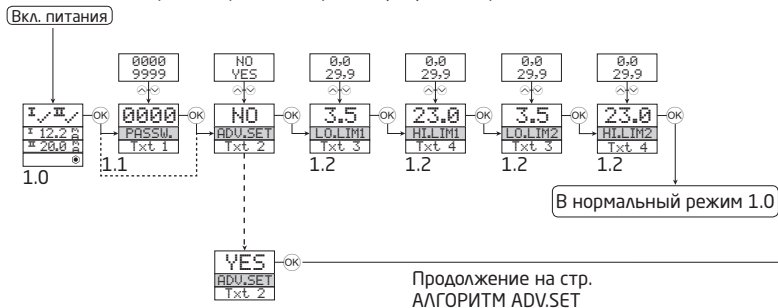 Вкл. питания
0000
9999
NO
YES
0,0
29,9
0,0
29,9
0,0
29,9
0,0
29,9
I✓II✓
I 12.2
II 20.0
1.0
OK
0000
PASSW.
Txt 1
1.1
OK
NO
ADV.SET
Txt 2
OK
3.5
LO.LIM1
Txt 3
1.2
OK
23.0
HI.LIM1
Txt 4
1.2
OK
3.5
LO.LIM2
Txt 3
1.2
OK
23.0
HI.LIM2
Txt 4
1.2
OK
В нормальный режим 1.0
YES
ADV.SET
Txt 2
OK
Продолжение на стр.
АЛГОРИТМ ADV.SET